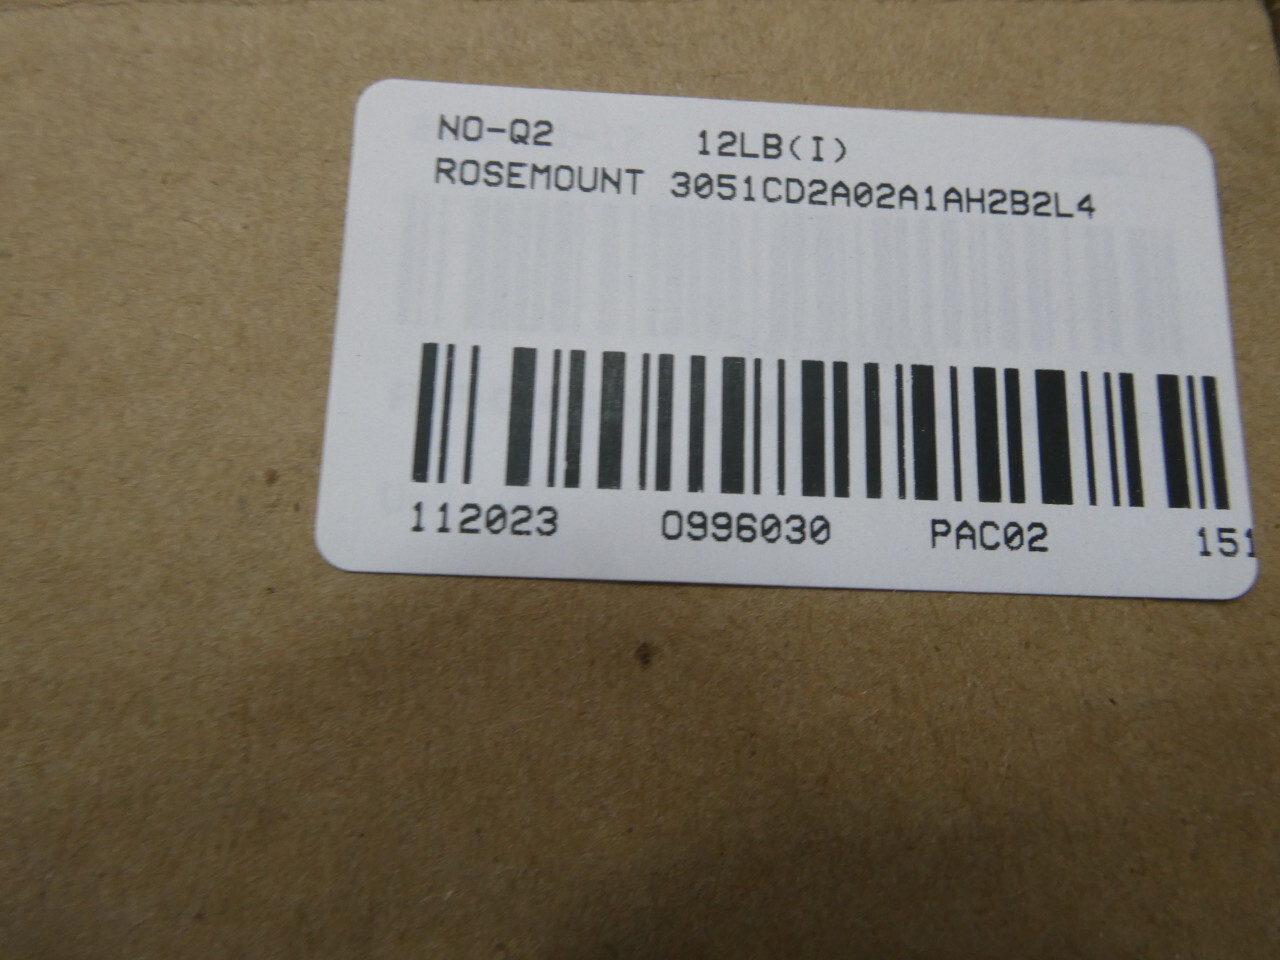 NO-Q2 12LB(I)
ROSEMOUNT 3051CD2A02A1AH2B2L4
112023 0996030 PAC02 151